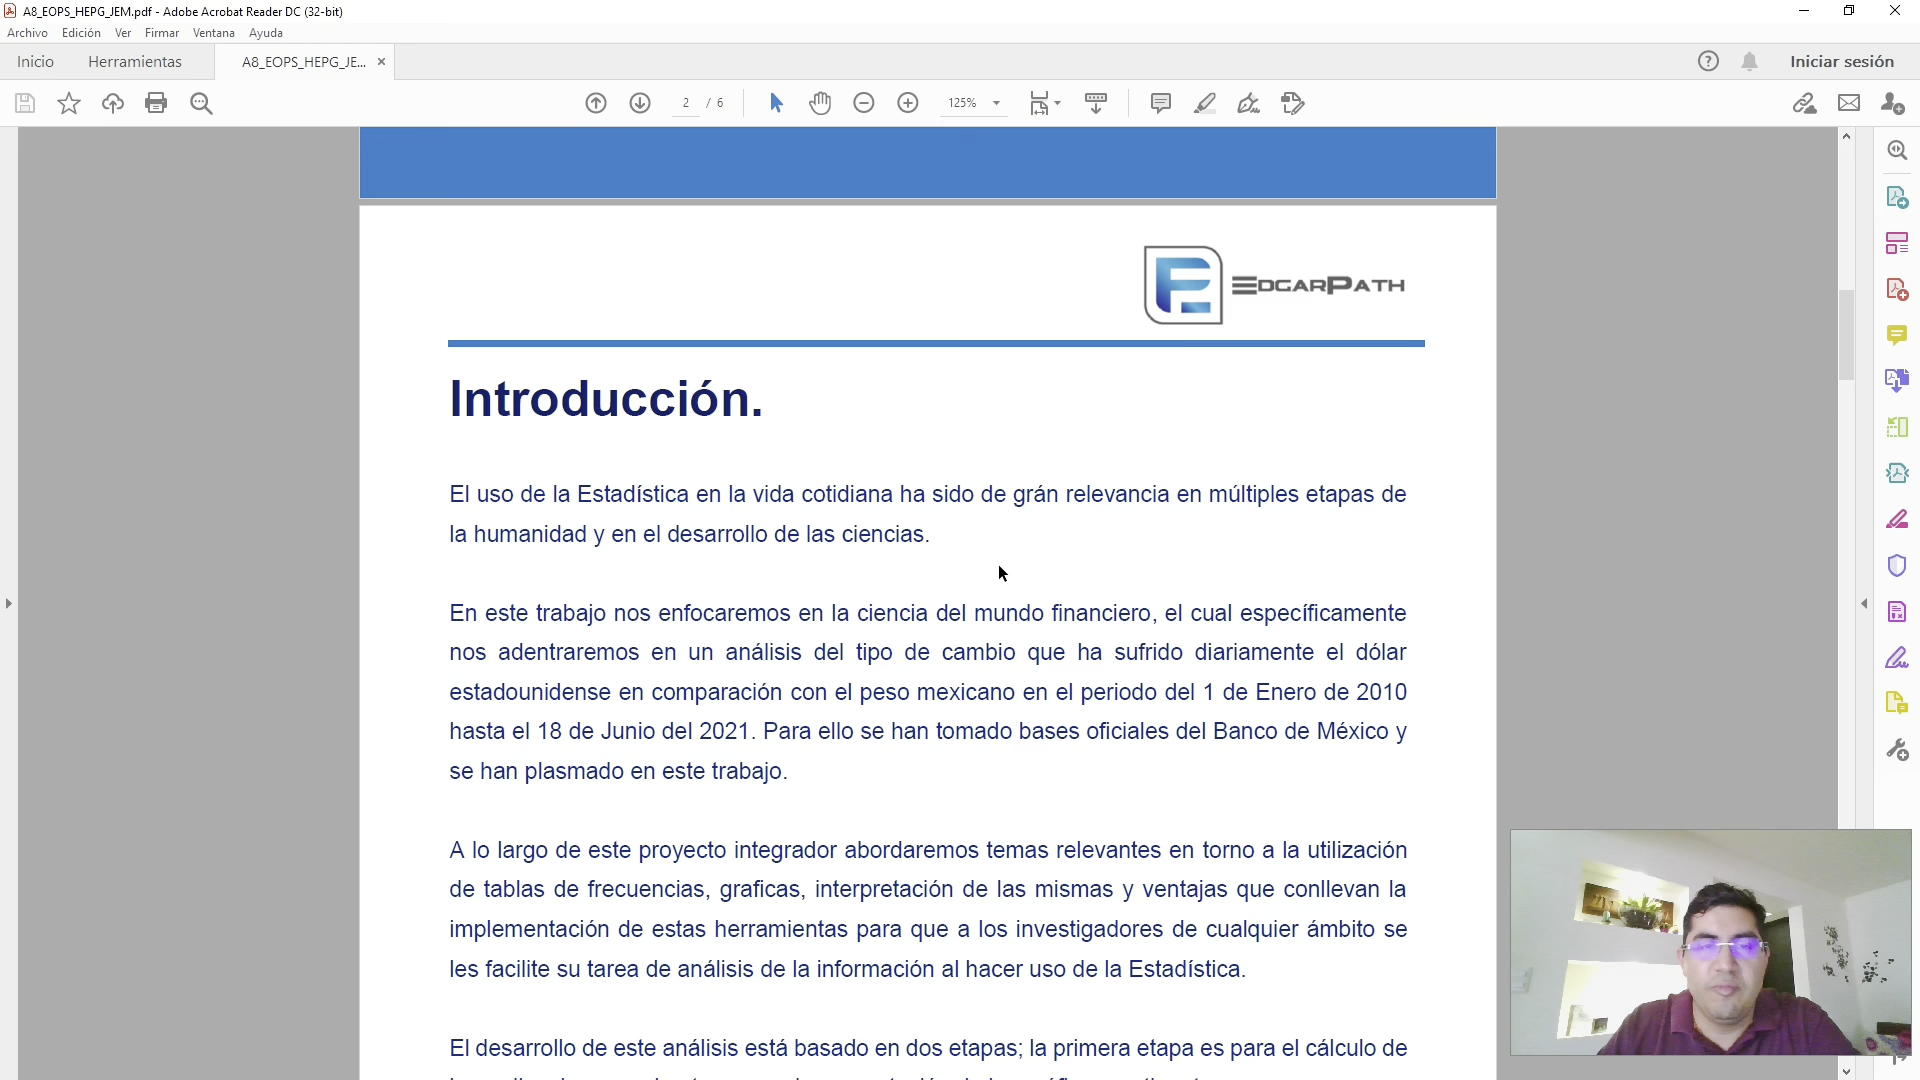 A8_EOPS_HEPG_JEM.pdf - Adobe Acrobat Reader DC (32-bit)
Archivo Edición Ver Firmar Ventana Ayuda
Inicio Herramientas A8_EOPS_HEPG_JE... Iniciar sesión
2 / 6 125%
EDGARPATH
Introducción.
El uso de la Estadística en la vida cotidiana ha sido de grán relevancia en múltiples etapas de
la humanidad y en el desarrollo de las ciencias.
En este trabajo nos enfocaremos en la ciencia del mundo financiero, el cual específicamente
nos adentraremos en un análisis del tipo de cambio que ha sufrido diariamente el dólar
estadounidense en comparación con el peso mexicano en el periodo del 1 de Enero de 2010
hasta el 18 de Junio del 2021. Para ello se han tomado bases oficiales del Banco de México y
se han plasmado en este trabajo.
A lo largo de este proyecto integrador abordaremos temas relevantes en torno a la utilización
de tablas de frecuencias, graficas, interpretación de las mismas y ventajas que conllevan la
implementación de estas herramientas para que a los investigadores de cualquier ámbito se
les facilite su tarea de análisis de la información al hacer uso de la Estadística.
El desarrollo de este análisis está basado en dos etapas; la primera etapa es para el cálculo de